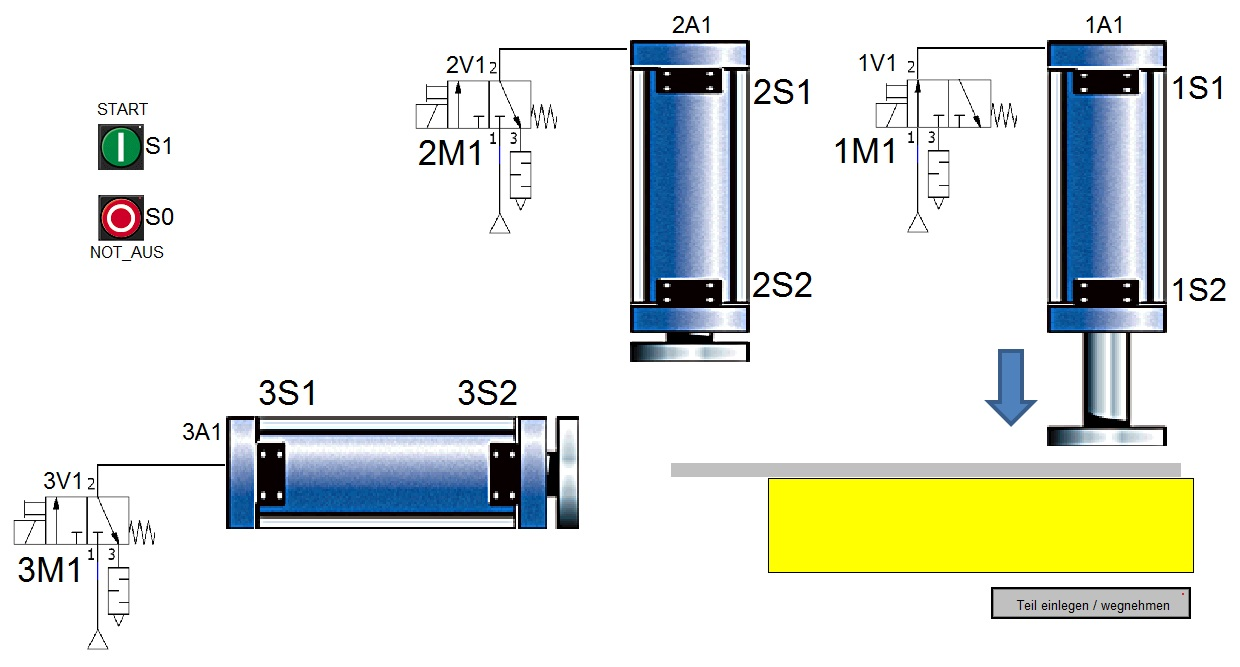 2A1
1A1
2V1
2
1V1
2
2S1
1S1
START
S1
1
3
2M1
1
3
1M1
S0
NOT_AUS
2S2
1S2
3S1
3S2
3A1
3V1
2
1
3
3M1
Teil einlegen / wegnehmen